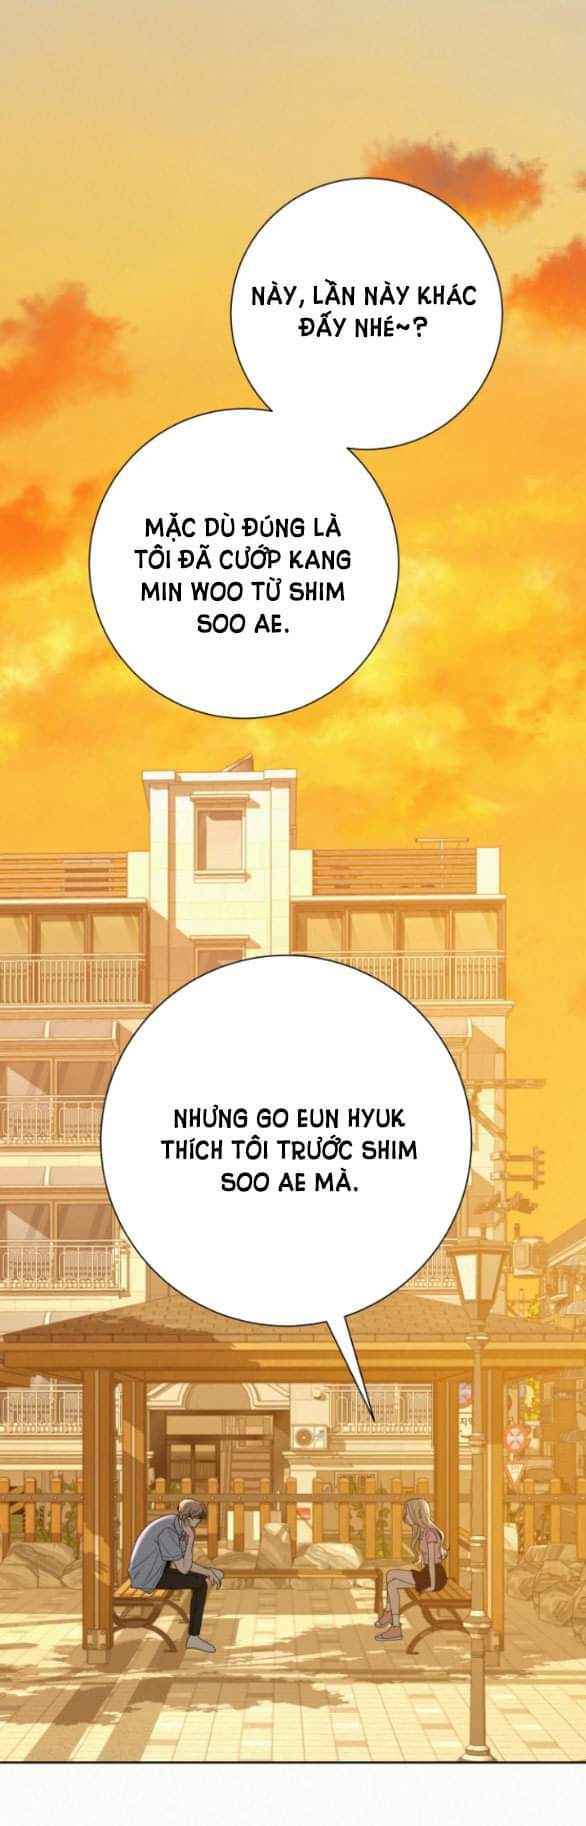 NÀY, LẦN NÀY KHÁC
ĐẤY NHÉ~?
MẶC DÙ ĐÚNG LÀ
TÔI ĐÃ CƯỚP KANG
MIN WOO TỪ SHIM
SOO AE.
NHƯNG GO EUN HYUK
THÍCH TÔI TRƯỚC SHIM
SOO AE MÀ.